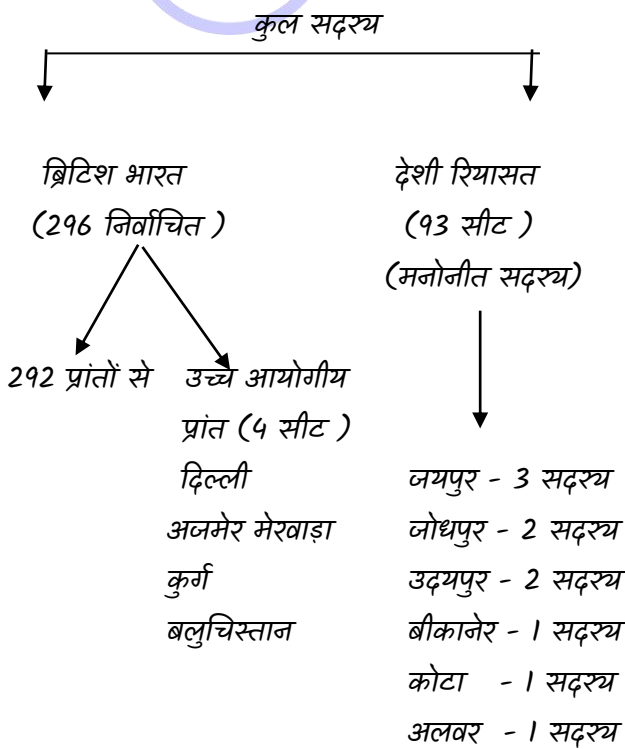 कुल सदस्य
ब्रिटिश भारत
(296 निर्वाचित )
292 प्रांतों से
उच्च आयोगीय
प्रांत (4 सीट )
दिल्ली
अजमेर मेरवाड़ा
कुर्ग
बलुचिस्तान
देशी रियासत
(93 सीट )
(मनोनीत सदस्य)
जयपुर - 3 सदस्य
जोधपुर - 2 सदस्य
उदयपुर - 2 सदस्य
बीकानेर - 1 सदस्य
कोटा - 1 सदस्य
अलवर - 1 सदस्य